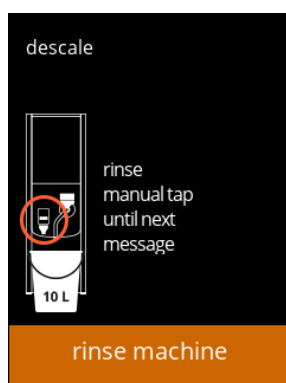 descale
rinse
manual tap
until next
message
10 L
rinse machine